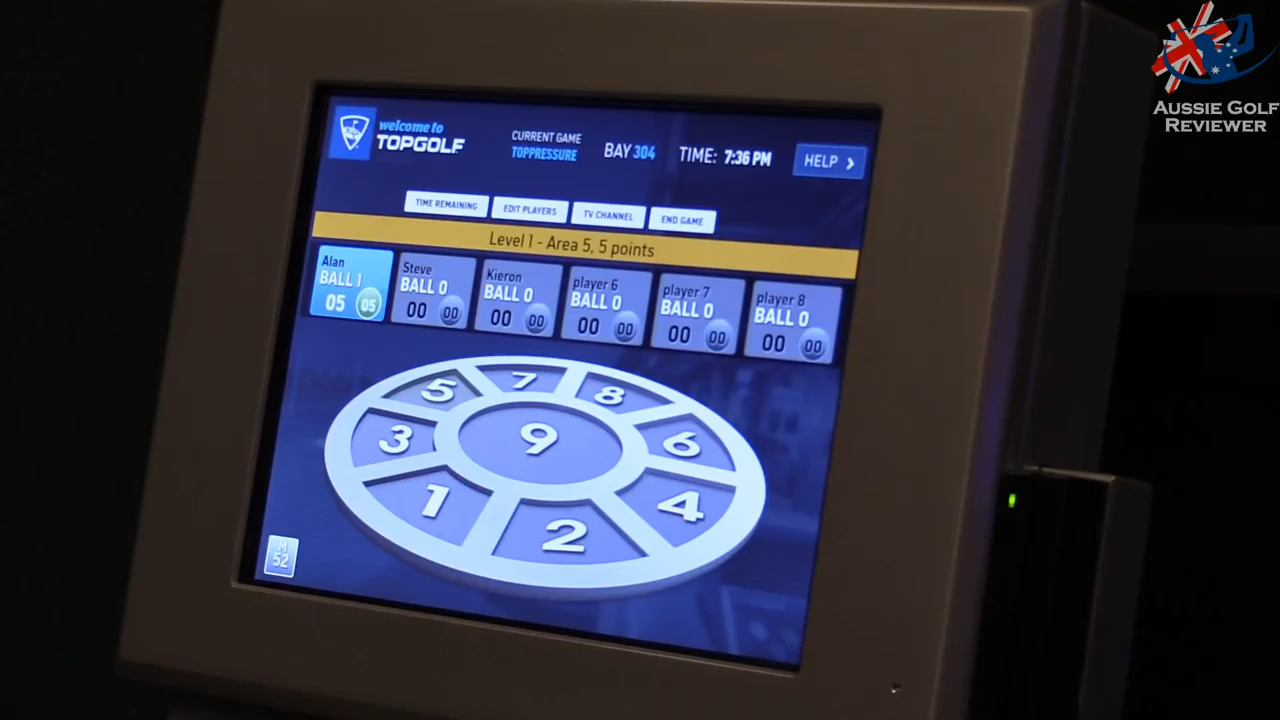 AUSSIE GOLF
REVIEWER
welcome to
TOPGOLF
CURRENT GAME
TOPPRESSURE
BAY 304
TIME: 7:36 PM
HELP >
TIME REMAINING
EDIT PLAYERS
TV CHANNEL
END GAME
Level 1 - Area 5, 5 points
Alan
BALL 1
05 05
Steve
BALL 0
00 00
Kieron
BALL 0
00 00
player 6
BALL 0
00 00
player 7
BALL 0
00 00
player 8
BALL 0
00 00
5 7 8
3 9 6
1 2 4
M
52